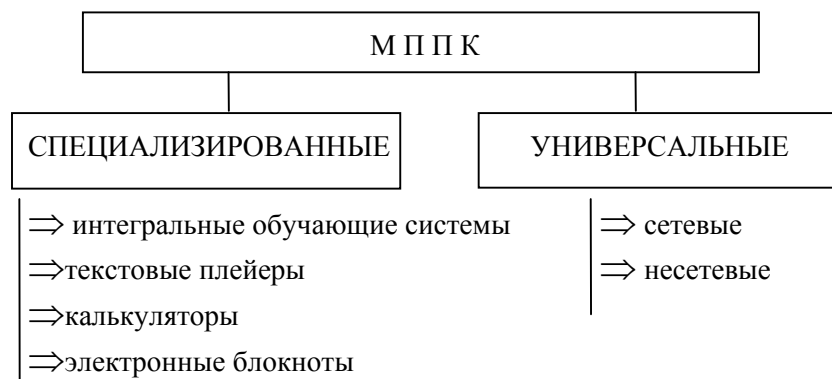 М П П К
СПЕЦИАЛИЗИРОВАННЫЕ
УНИВЕРСАЛЬНЫЕ
⇒ интегральные обучающие системы
⇒текстовые плейеры
⇒калькуляторы
⇒электронные блокноты
⇒ сетевые
⇒ несетевые